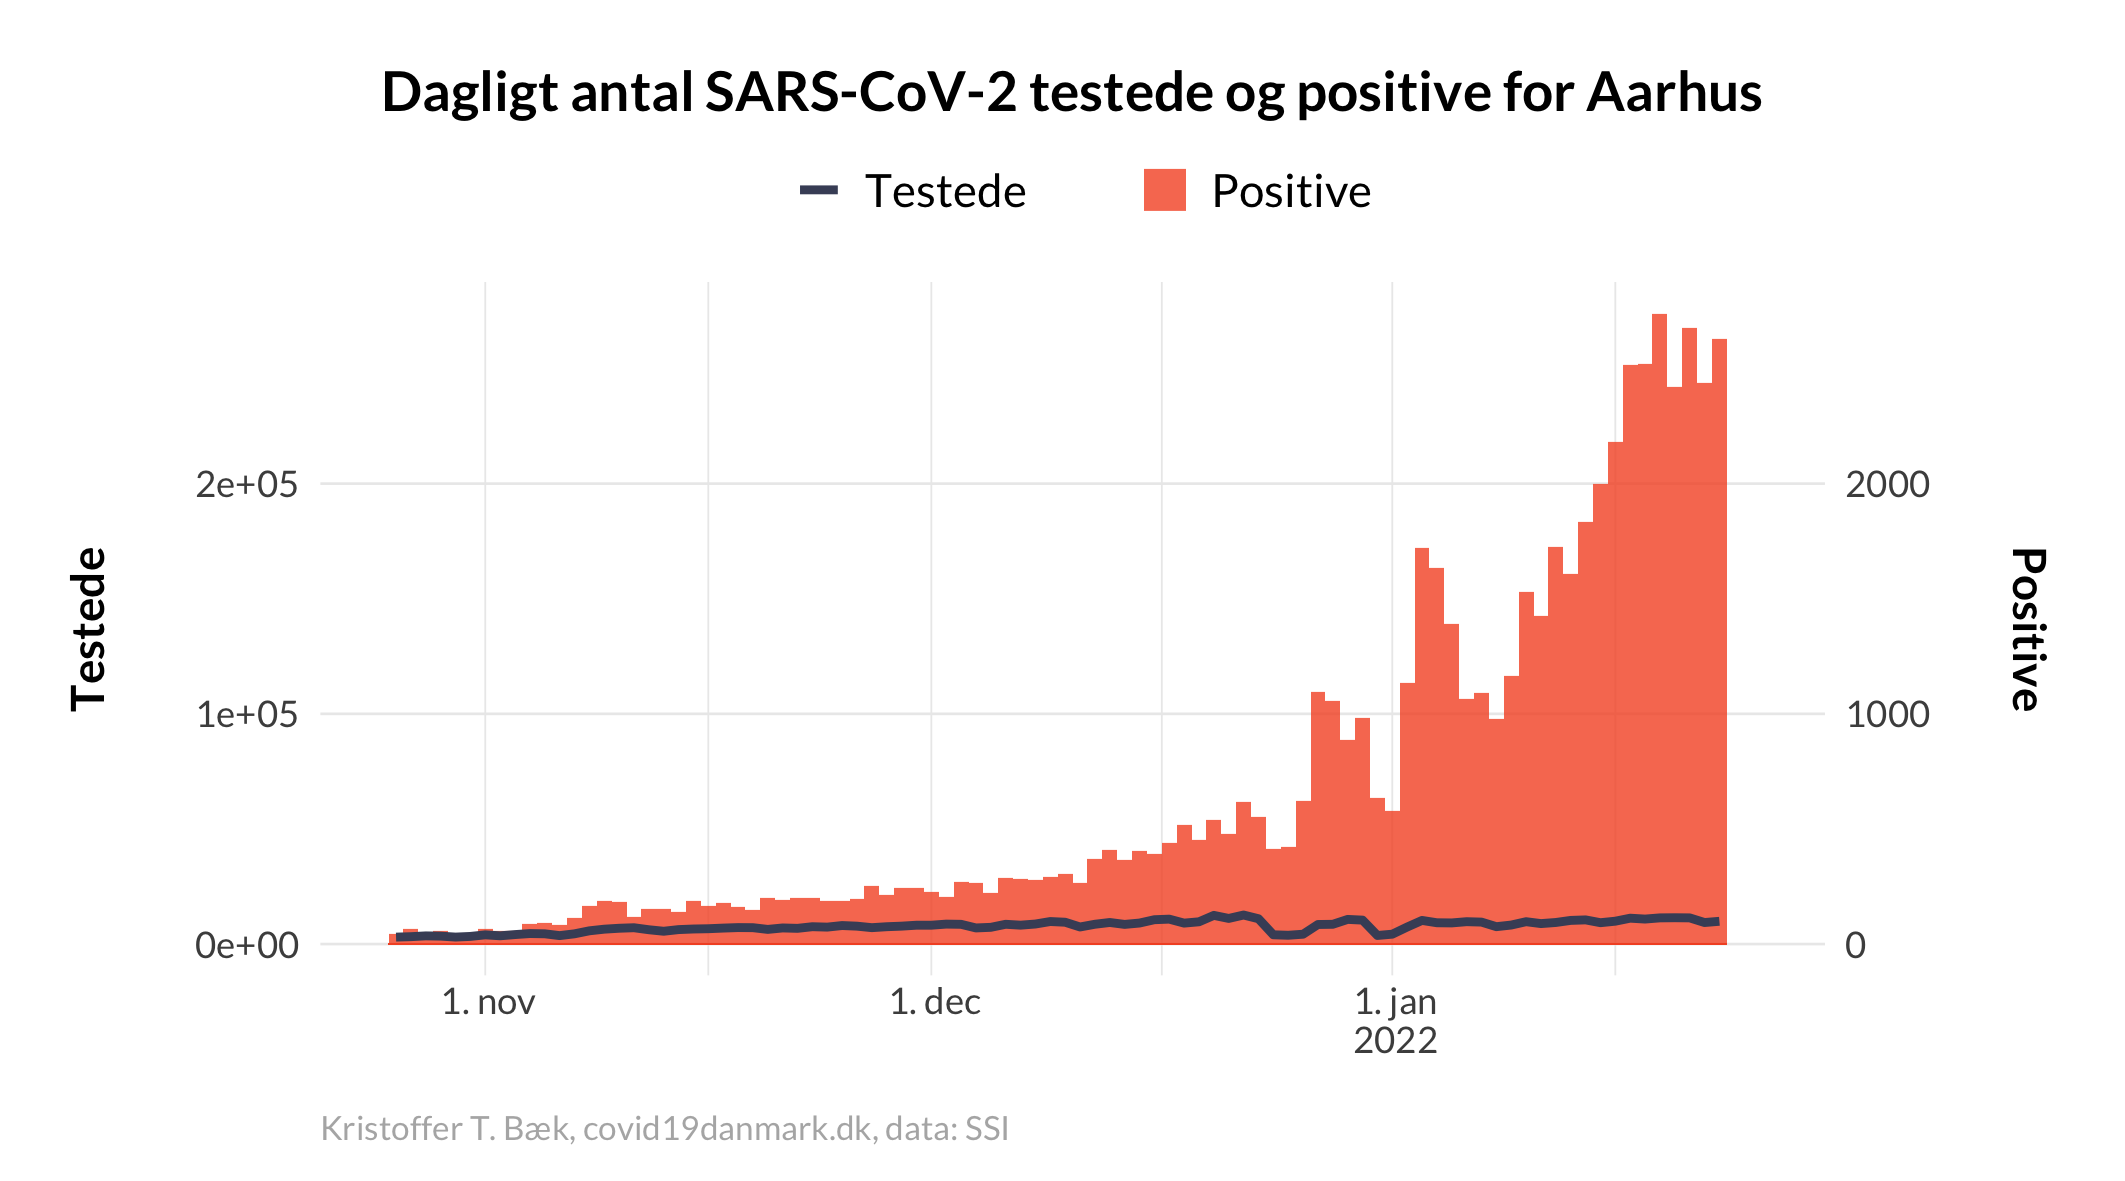 Dagligt antal SARS-CoV-2 testede og positive for Aarhus
Testede
Positive
2e+05
1e+05
0e+00
Testede
2000
1000
0
Positive
1. nov
1. dec
1. jan
2022
Kristoffer T. Bæk, covid19danmark.dk, data: SSI